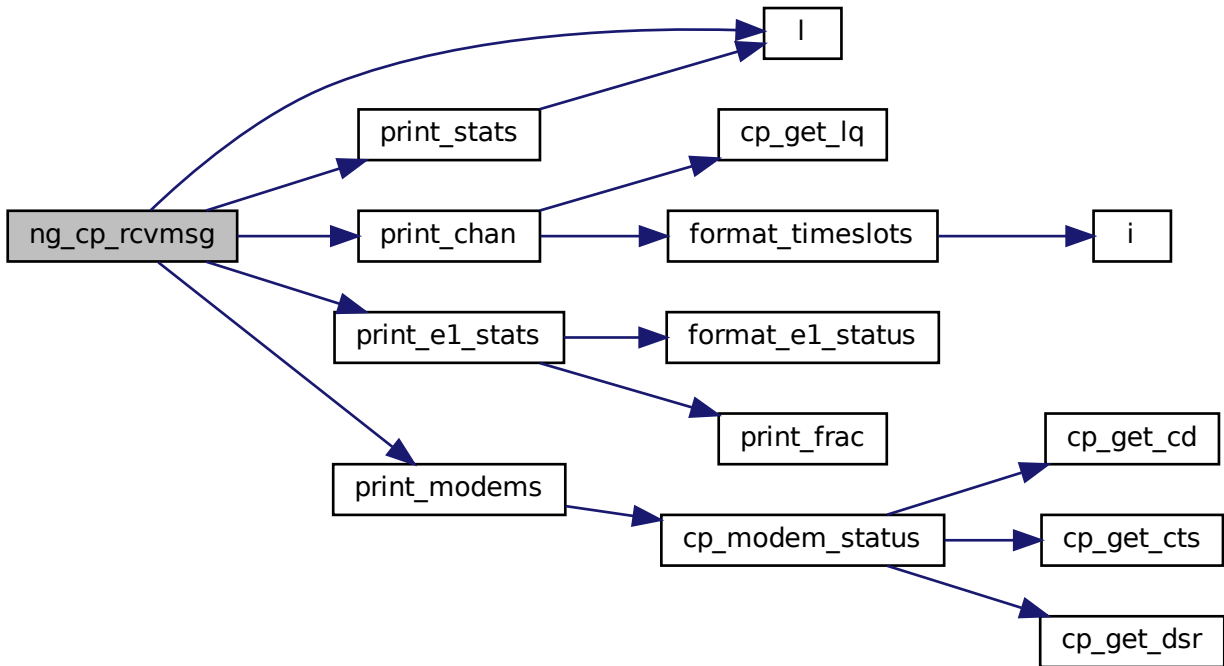 l
print_stats
cp_get_lq
ng_cp_rcvmsg
print_chan
format_timeslots
i
print_e1_stats
format_e1_status
print_frac
cp_get_cd
print_modems
cp_modem_status
cp_get_cts
cp_get_dsr